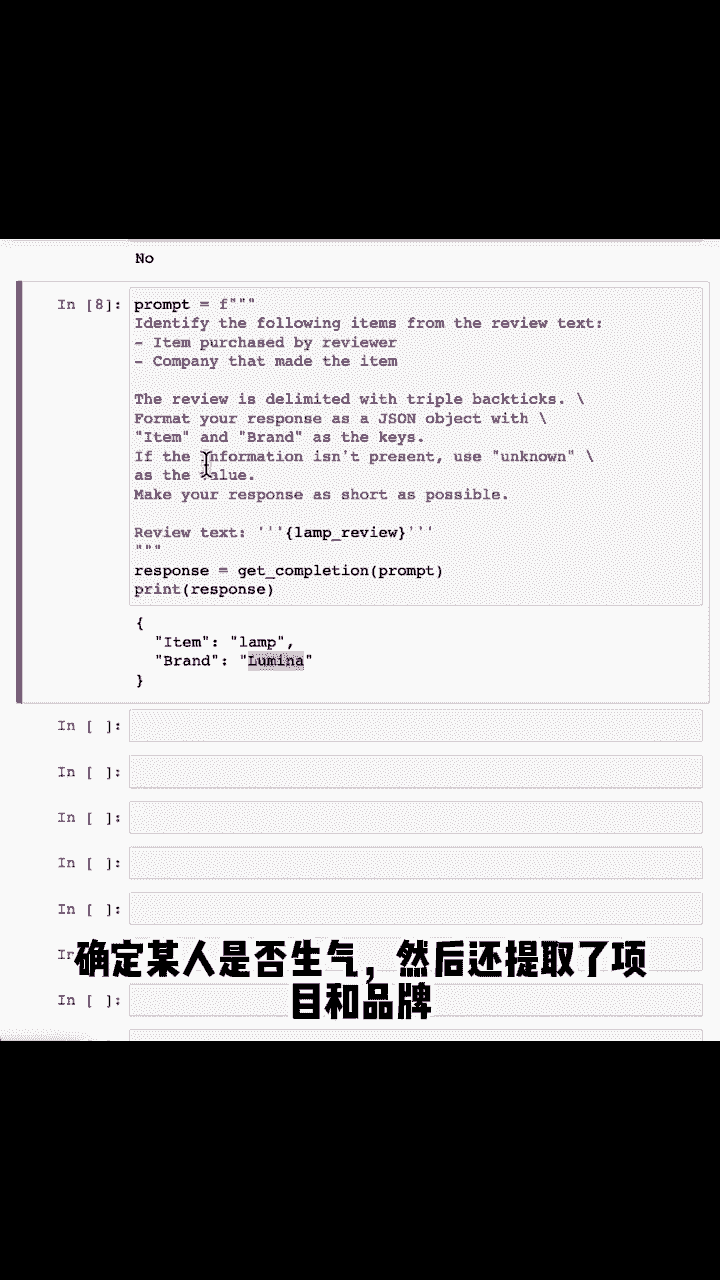 No
In [8]: prompt = f"""
Identify the following items from the review text:
- Item purchased by reviewer
- Company that made the item
The review is delimited with triple backticks. \
Format your response as a JSON object with \
"Item" and "Brand" as the keys.
If the information isn't present, use "unknown" \
as the value.
Make your response as short as possible.
Review text: '''{lamp_review}'''
"""
response = get_completion(prompt)
print(response)
{
"Item": "lamp",
"Brand": "Lumina"
}
In [ ]:
In [ ]:
In [ ]:
In [ ]:
In [ ]:
确定某人是否生气，然后还提取了项
In [ ]:
目和品牌